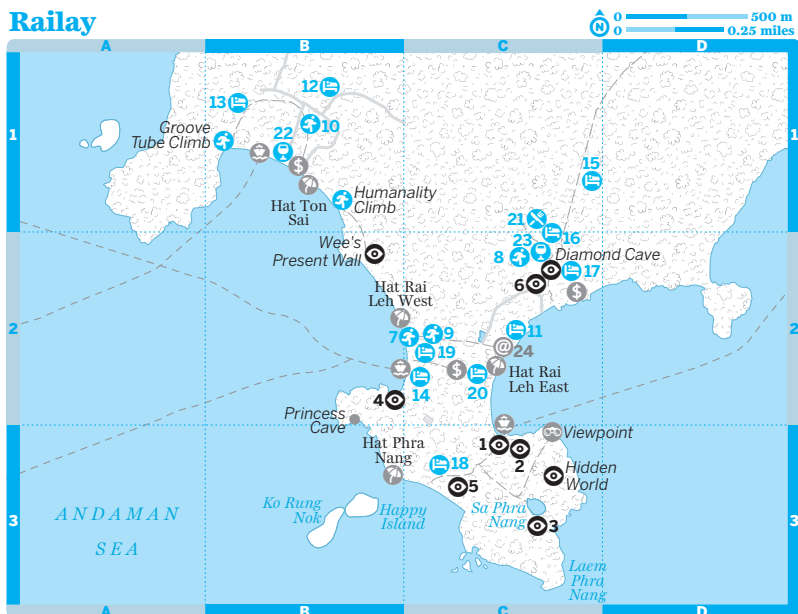 Railay
0 500 m
0 0.25 miles
N
A B C D
12
13
10
1 1
Groove
Tube Climb
22
$
15
Humanality
Climb
Hat Ton
Sai
21
16
23
Wee's
Present Wall
8
Diamond Cave
17
6
$
Hat Rai
Leh West
2 2
7 9 11
@ 24
19
$
Hat Rai
Leh East
14 20
4
Princess
Cave
Viewpoint
Hat Phra
Nang
1
2
18
Hidden
World
5
Ko Rung
Nok
Happy
Island
Sa Phra
Nang
3
ANDAMAN
SEA
3 3
Laem
Phra
Nang
A B C D